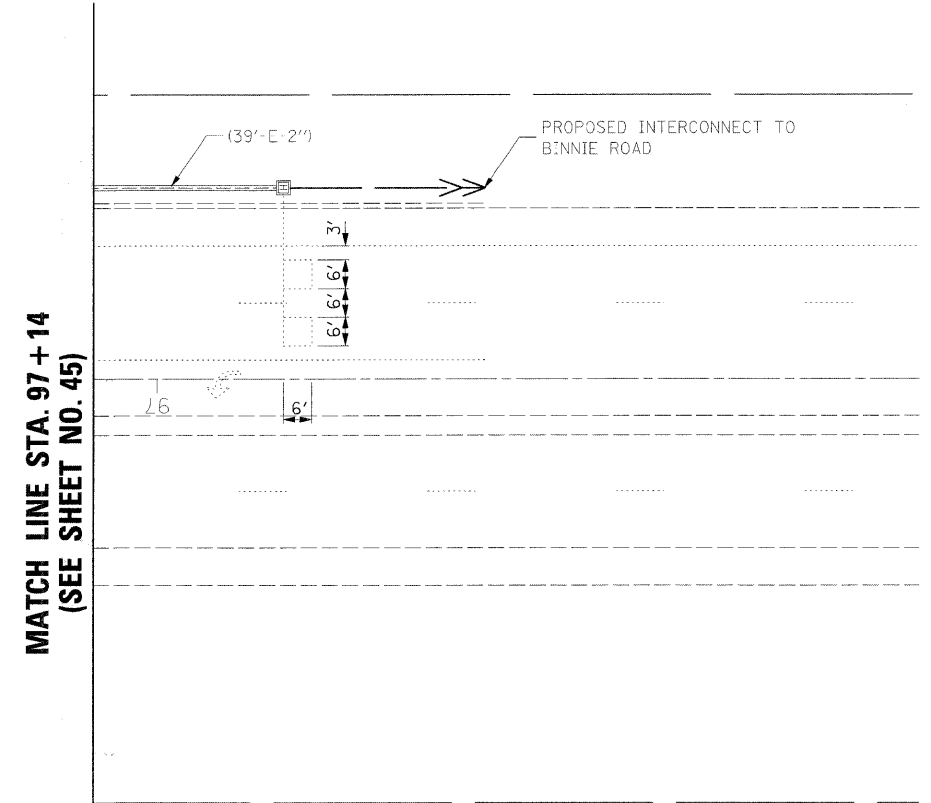 (39'-E-2")
PROPOSED INTERCONNECT TO
BINNIE ROAD
H
3'
6'
6'
6'
97
6'
MATCH LINE STA. 97+14
(SEE SHEET NO. 45)